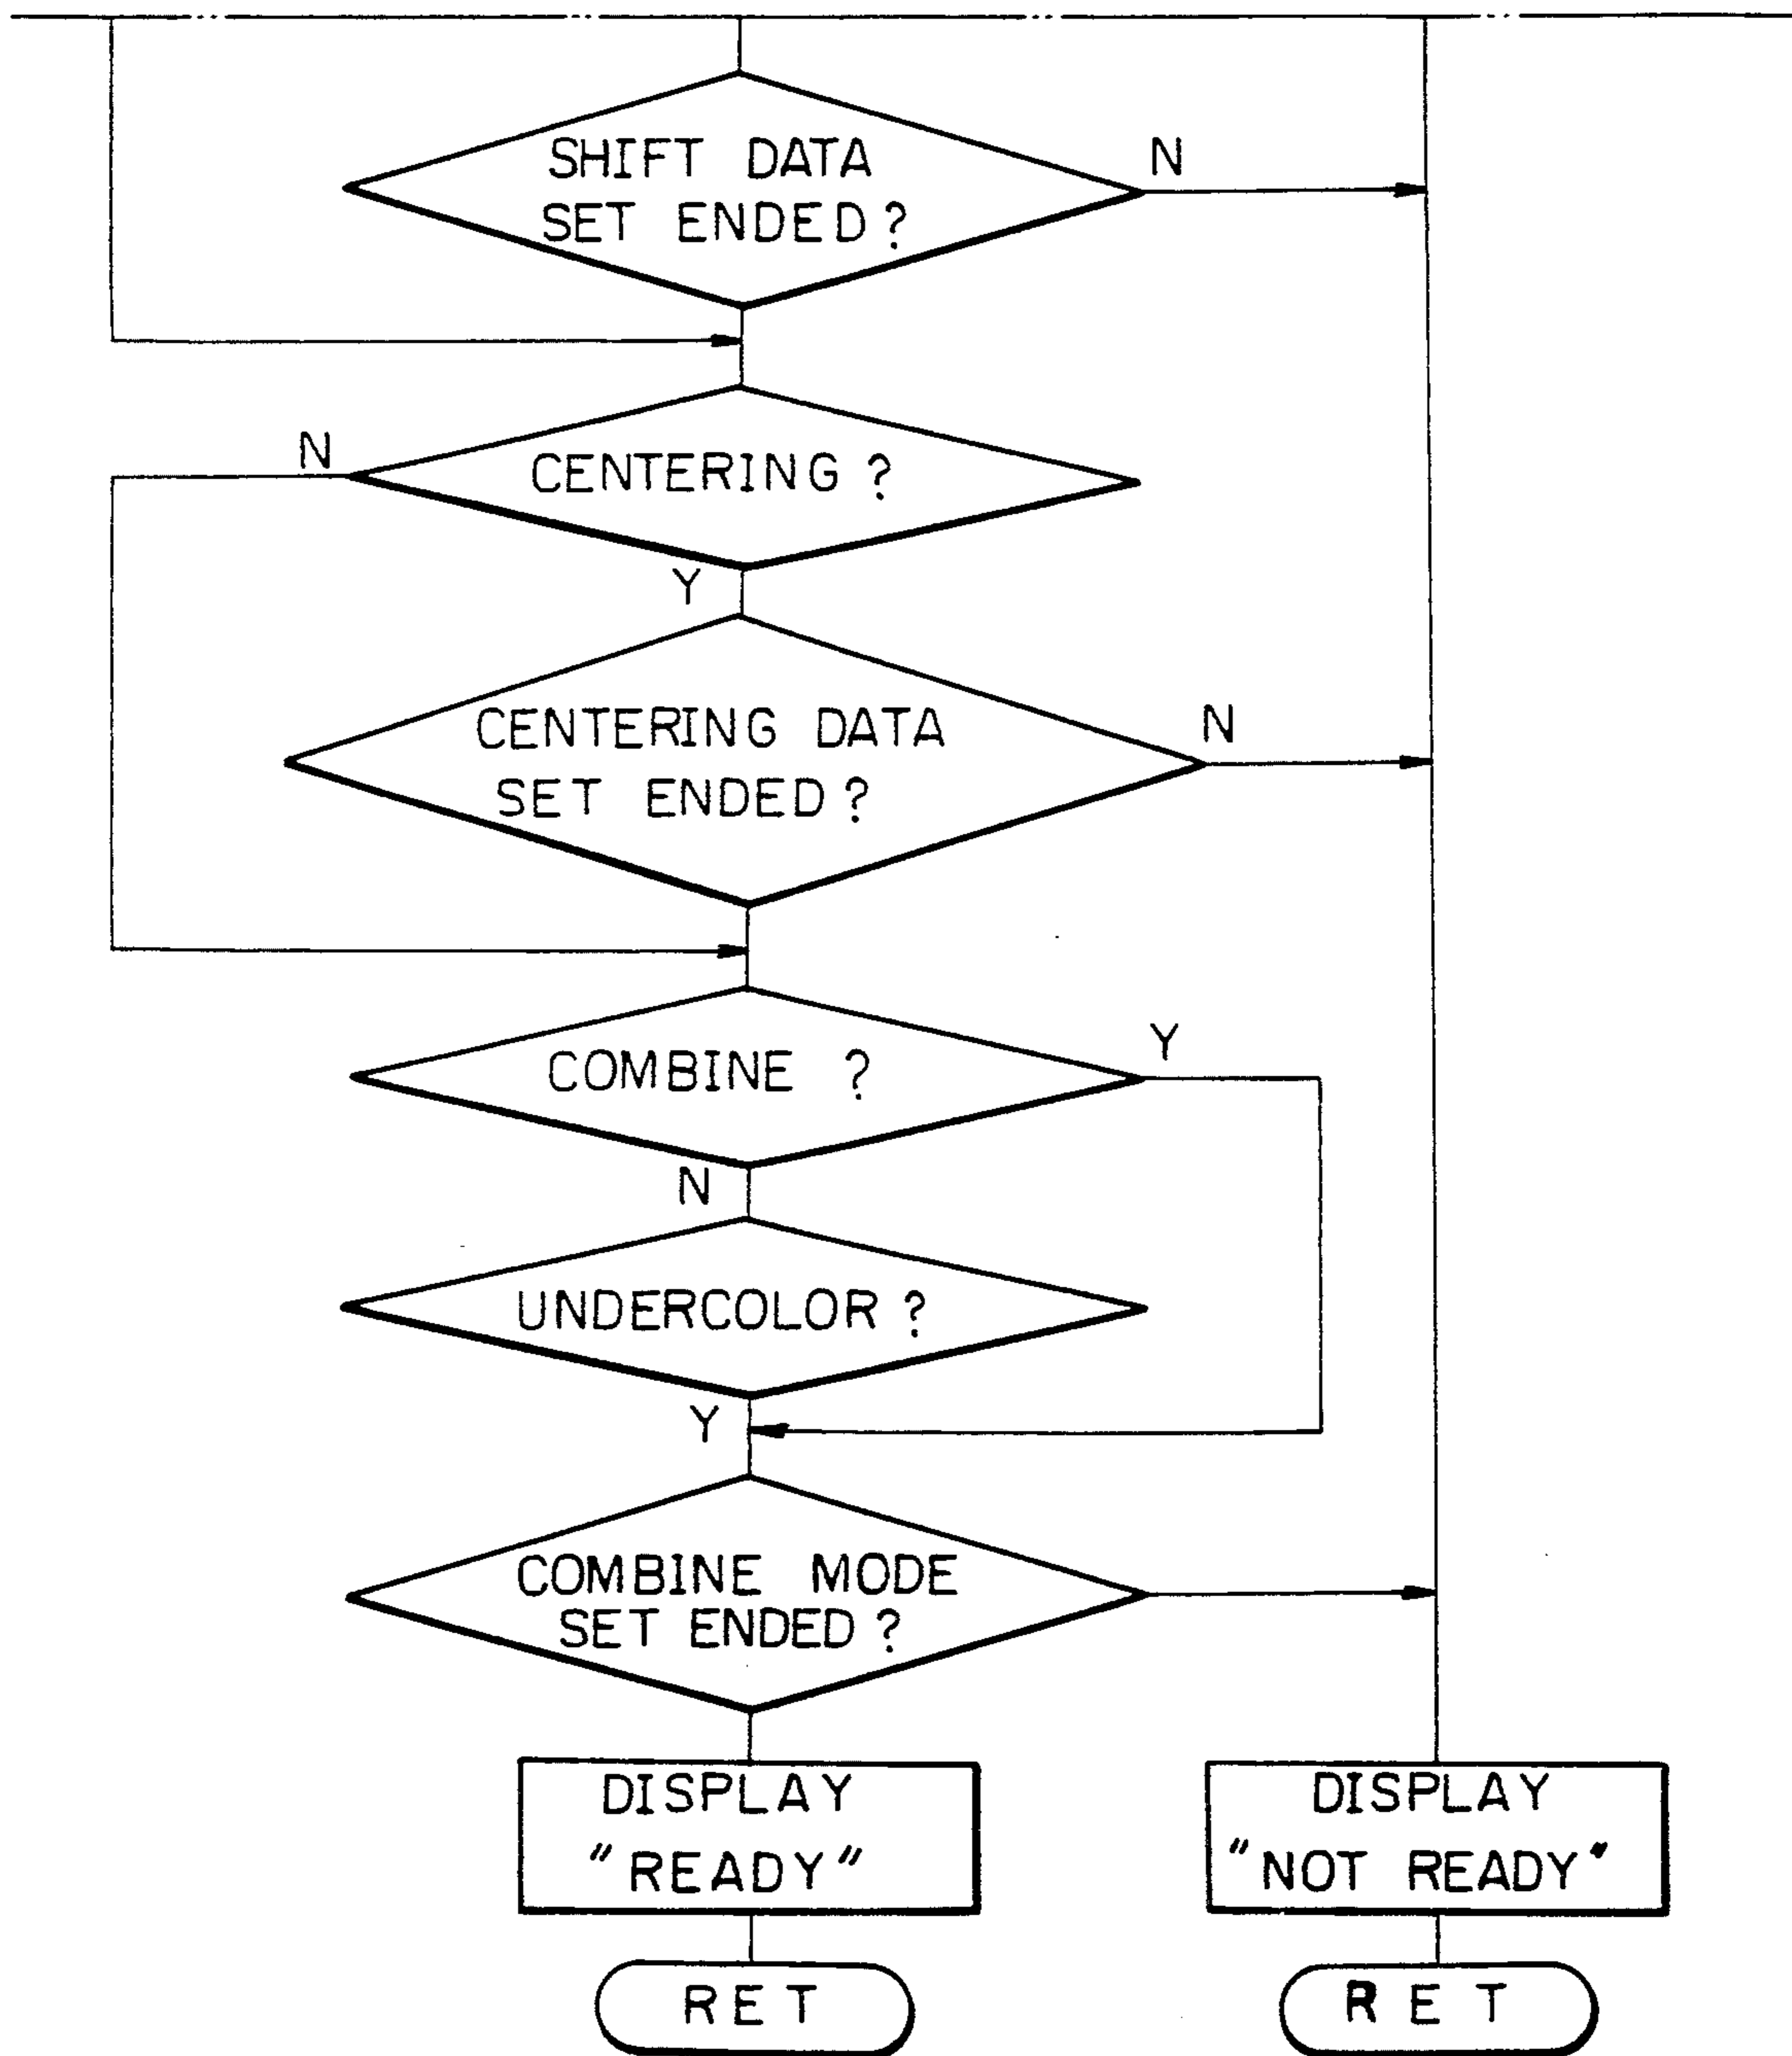 SHIFT DATA
SET ENDED?
N
N
CENTERING ?
Y
CENTERING DATA
SET ENDED?
N
COMBINE ?
Y
N
UNDERCOLOR ?
Y
COMBINE MODE
SET ENDED ?
DISPLAY
"READY"
DISPLAY
"NOT READY"
RET
RET